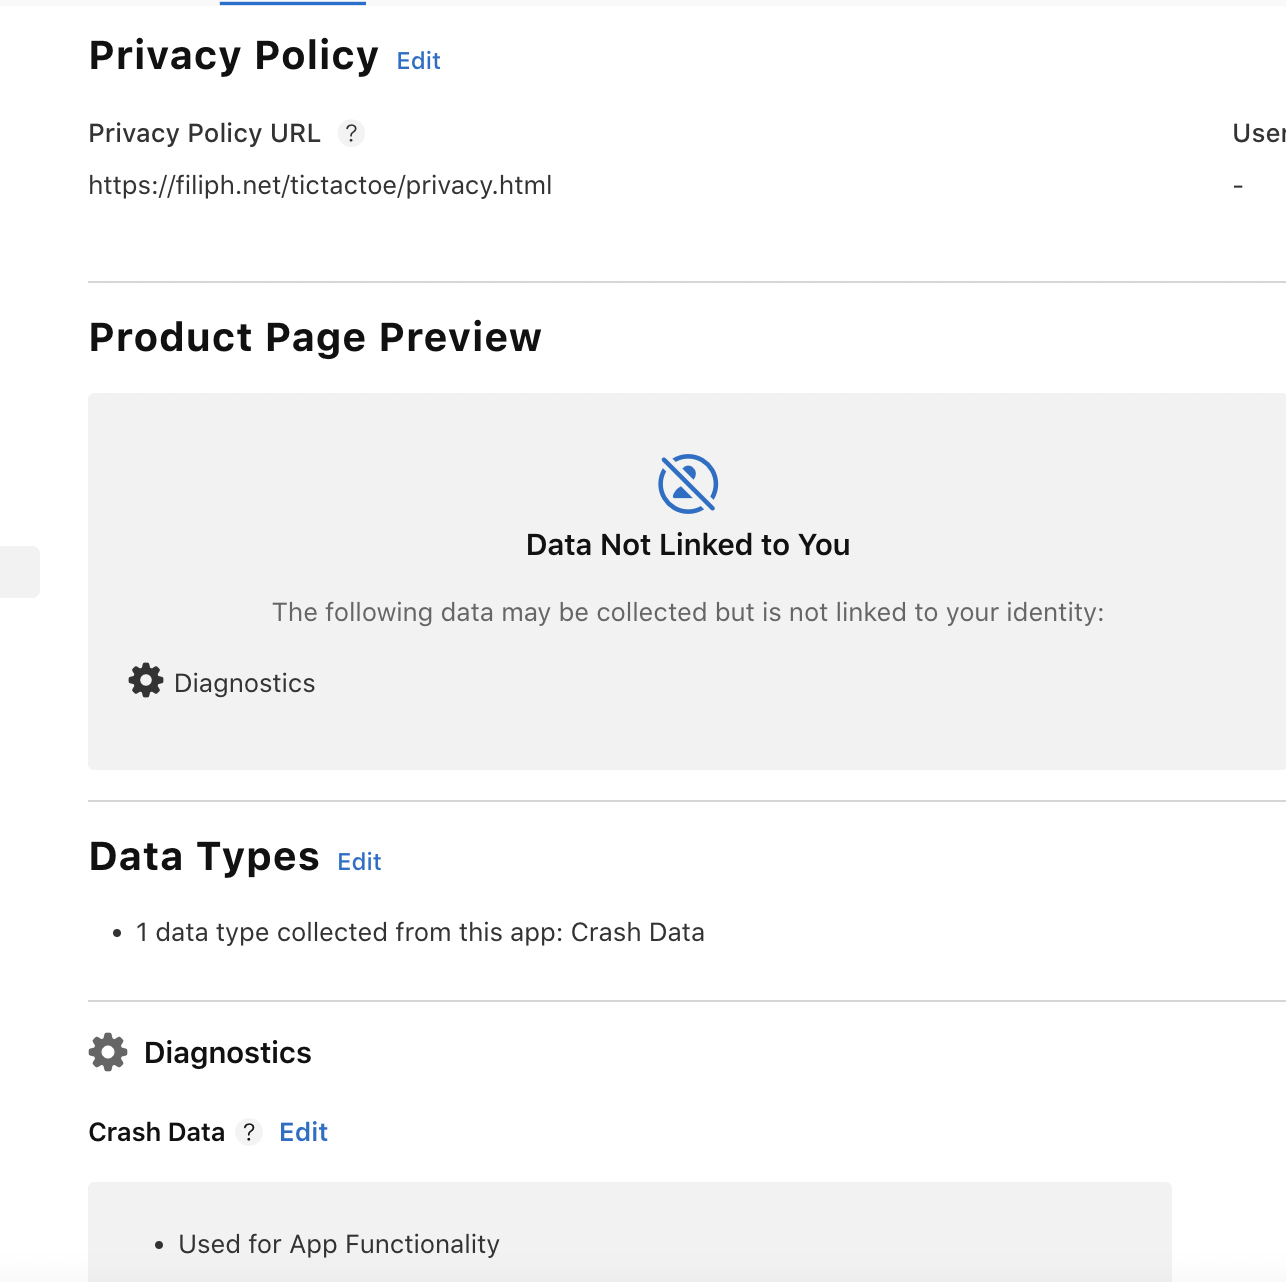 Privacy Policy Edit
Privacy Policy URL ?
https://filiph.net/tictactoe/privacy.html
User
-
Product Page Preview
Data Not Linked to You
The following data may be collected but is not linked to your identity:
Diagnostics
Data Types Edit
• 1 data type collected from this app: Crash Data
Diagnostics
Crash Data ? Edit
• Used for App Functionality